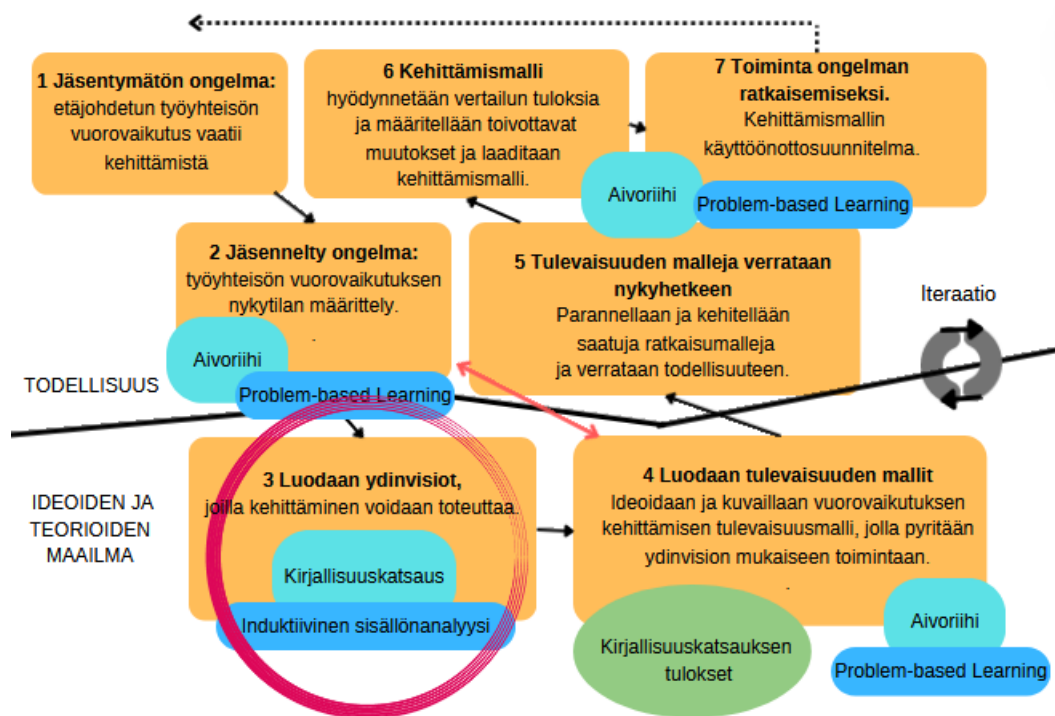 1 Jäsentymätön ongelma:
etäjohdetun työyhteisön
vuorovaikutus vaatii
kehittämistä
6 Kehittämismalli
hyödynnetään vertailun tuloksia
ja määritellään toivottavat
muutokset ja laaditaan
kehittämismalli.
7 Toiminta ongelman
ratkaisemiseksi.
Kehittämismallin
käyttöönottosuunnitelma.
Aivoriihi
Problem-based Learning
2 Jäsennelty ongelma:
työyhteisön vuorovaikutuksen
nykytilan määrittely.
.
Aivoriihi
Problem-based Learning
5 Tulevaisuuden malleja verrataan
nykyhetkeen
Parannellaan ja kehitellään
saatuja ratkaisumalleja
ja verrataan todellisuuteen.
Iteraatio
TODELLISUUS
IDEOIDEN JA
TEORIOIDEN
MAAILMA
3 Luodaan ydinvisiot,
joilla kehittäminen voidaan toteuttaa.
Kirjallisuuskatsaus
Induktiivinen sisällönanalyysi
4 Luodaan tulevaisuuden mallit
Ideoidaan ja kuvaillaan vuorovaikutuksen
kehittämisen tulevaisuusmalli, jolla pyritään
ydinvision mukaiseen toimintaan.
.
Kirjallisuuskatsauksen
tulokset
Aivoriihi
Problem-based Learning